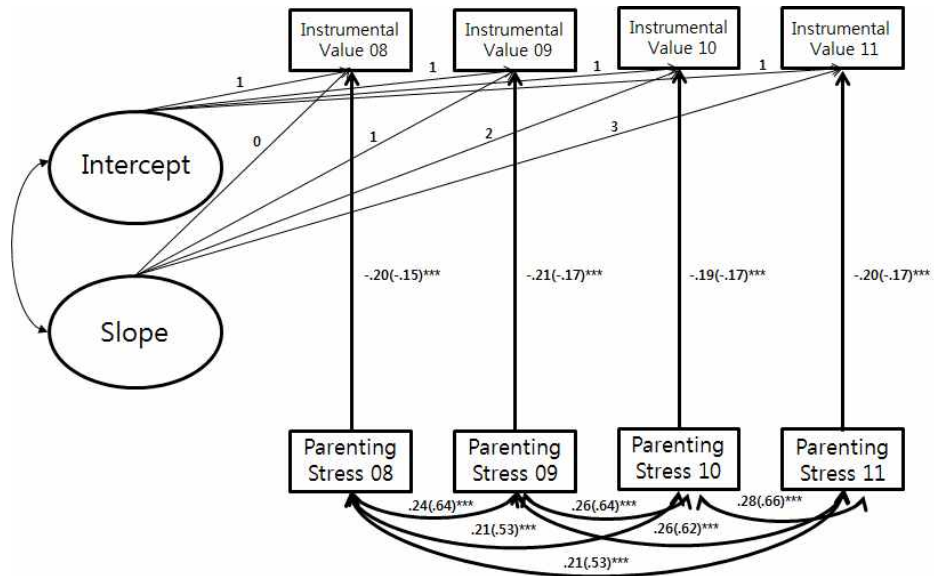 Instrumental
Value 08
Instrumental
Value 09
Instrumental
Value 10
Instrumental
Value 11
1
1
1
1
0
1
2
3
Intercept
Slope
-.20(-.15)***
-.21(-.17)***
-.19(-.17)***
-.20(-.17)***
Parenting
Stress 08
Parenting
Stress 09
Parenting
Stress 10
Parenting
Stress 11
.24(.64)***
.26(.64)***
.28(.66)***
.21(.53)***
.26(.62)***
.21(.53)***